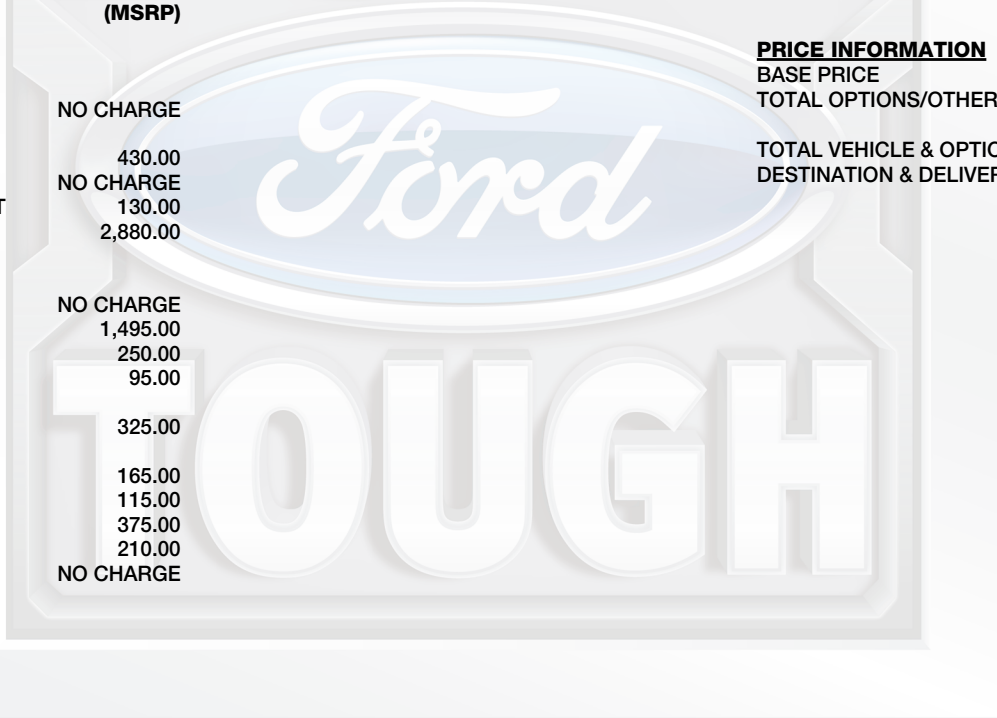 (MSRP)
NO CHARGE
430.00
NO CHARGE
T
130.00
2,880.00
NO CHARGE
1,495.00
250.00
95.00
325.00
165.00
115.00
375.00
210.00
NO CHARGE
PRICE INFORMATION
BASE PRICE
TOTAL OPTIONS/OTHER
TOTAL VEHICLE & OPTIO
DESTINATION & DELIVER
Ford
TOUGH